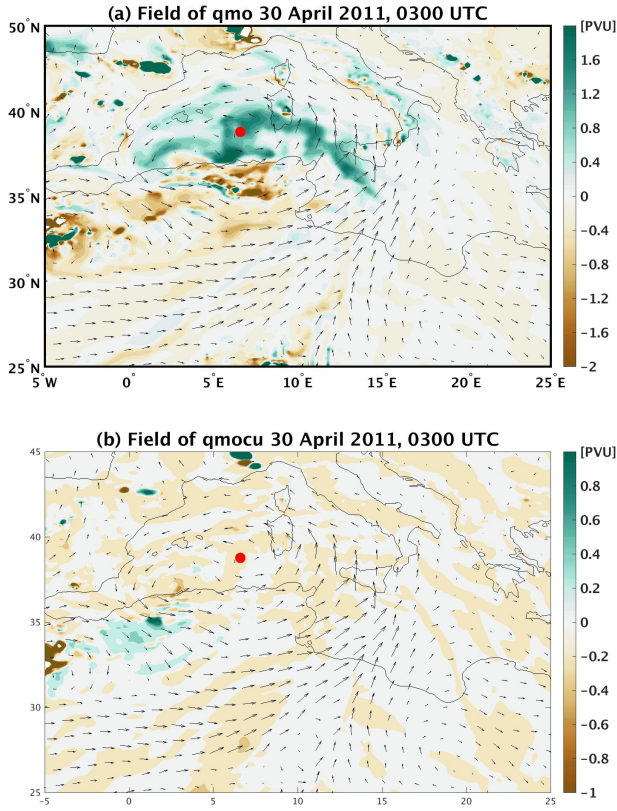 (a) Field of qmo 30 April 2011, 0300 UTC
50°N
45°N
40°N
35°N
30°N
25°N
5°W 0° 5°E 10°E 15°E 20°E 25°E
[PVU]
1.6
1.2
0.8
0.4
0
−0.4
−0.8
−1.2
−1.6
−2
(b) Field of qmocu 30 April 2011, 0300 UTC
45
40
35
30
25
−5 0 5 10 15 20 25
[PVU]
0.8
0.6
0.4
0.2
0
−0.2
−0.4
−0.6
−0.8
−1